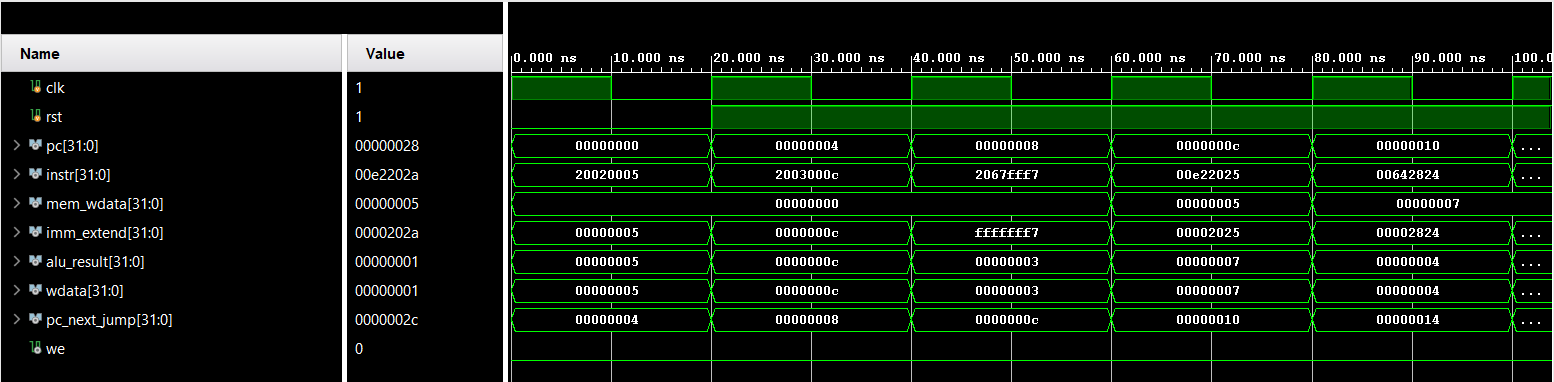 Name Value
0.000 ns 10.000 ns 20.000 ns 30.000 ns 40.000 ns 50.000 ns 60.000 ns 70.000 ns 80.000 ns 90.000 ns 100.
clk 1
rst 1
pc[31:0] 00000028 00000000 00000004 00000008 0000000c 00000010 ...
instr[31:0] 00e2202a 20020005 2003000c 2067fff7 00e22025 00642824 ...
mem_wdata[31:0] 00000005 00000000 00000005 00000007
imm_extend[31:0] 0000202a 00000005 0000000c fffffff7 00002025 00002824 ...
alu_result[31:0] 00000001 00000005 0000000c 00000003 00000007 00000004 ...
wdata[31:0] 00000001 00000005 0000000c 00000003 00000007 00000004 ...
pc_next_jump[31:0] 0000002c 00000004 00000008 0000000c 00000010 00000014 ...
we 0